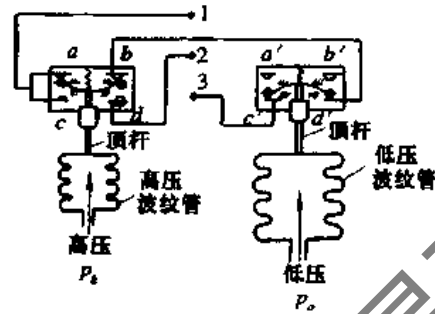 1
a b 2 a' b'
3
c d c' d'
顶杆 顶杆
高压 波纹管
低压 波纹管
高压
p_k
低压
p_o